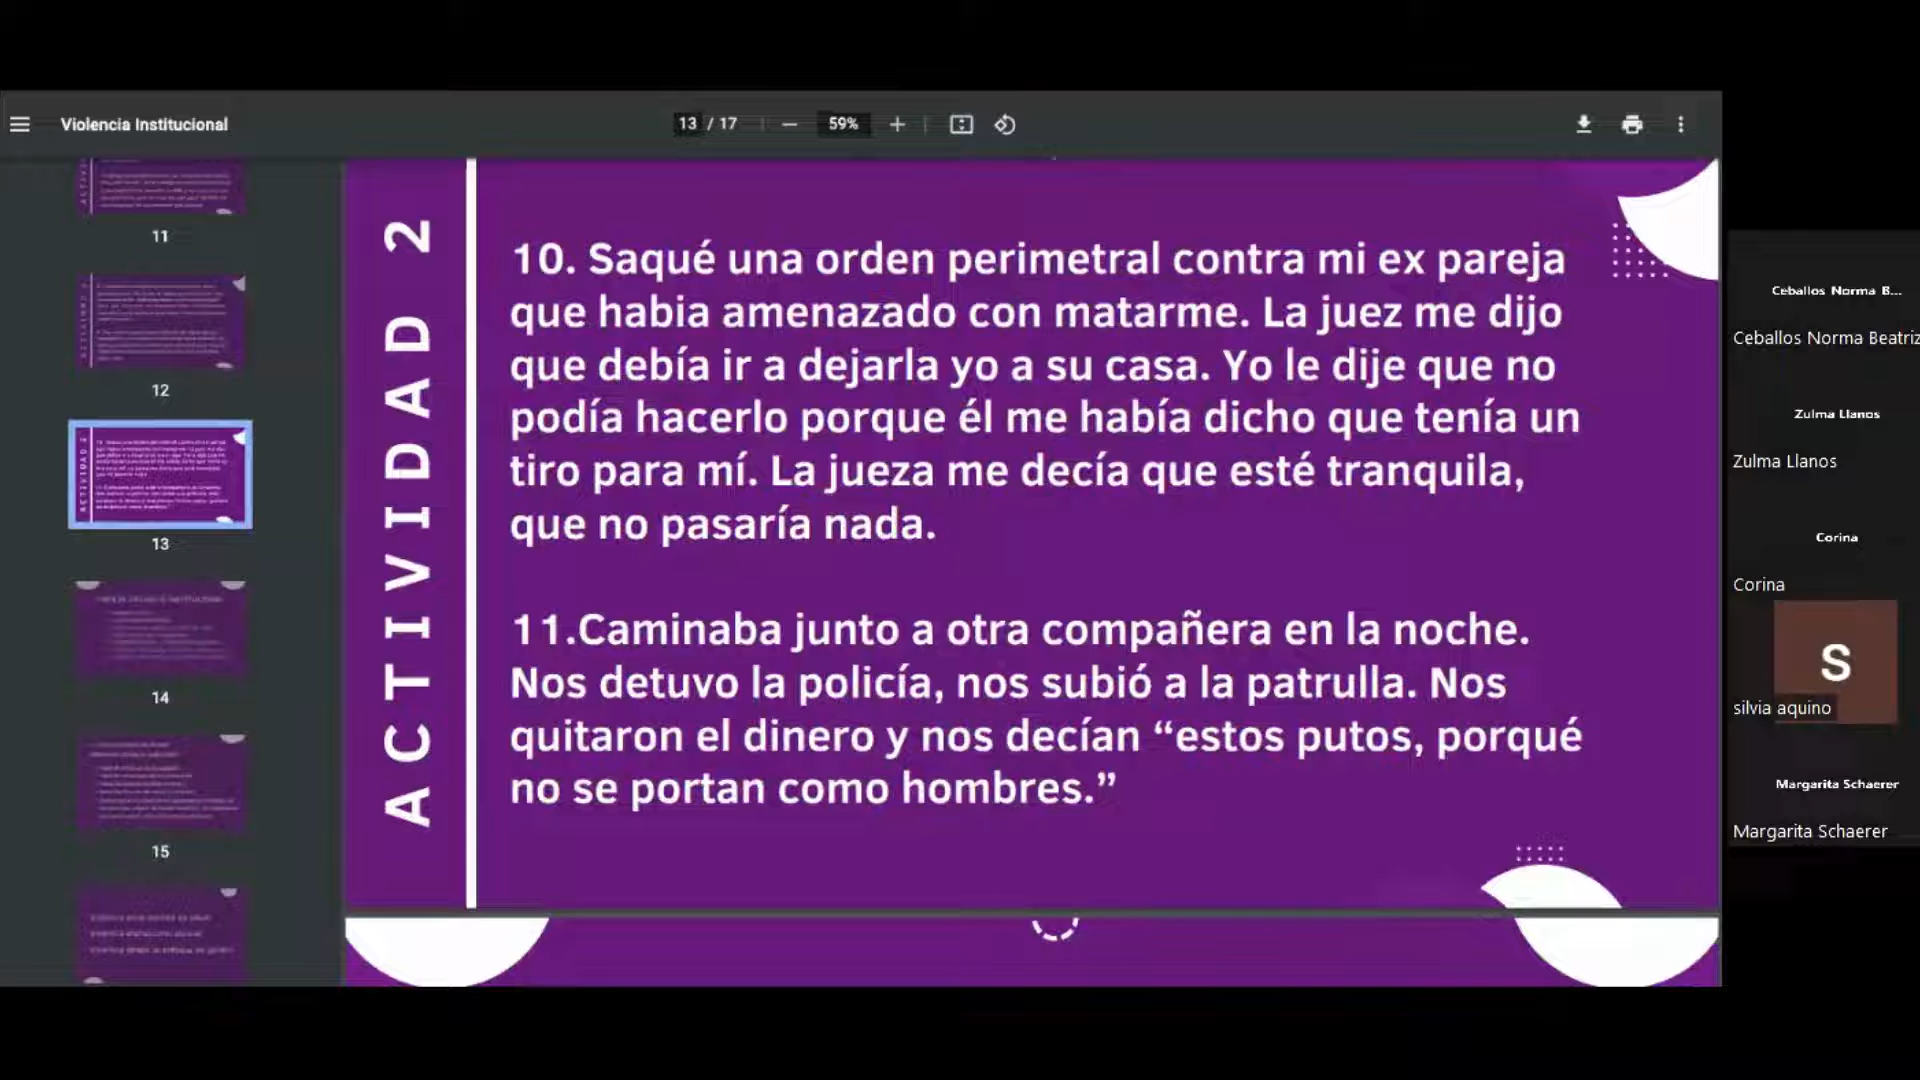 Violencia Institucional
13 / 17
59%
11
12
13
14
15
ACTIVIDAD 2
10. Saqué una orden perimetral contra mi ex pareja
que habia amenazado con matarme. La juez me dijo
que debía ir a dejarla yo a su casa. Yo le dije que no
podía hacerlo porque él me había dicho que tenía un
tiro para mí. La jueza me decía que esté tranquila,
que no pasaría nada.
11.Caminaba junto a otra compañera en la noche.
Nos detuvo la policía, nos subió a la patrulla. Nos
quitaron el dinero y nos decían “estos putos, porqué
no se portan como hombres.”
Ceballos Norma B...
Ceballos Norma Beatriz
Zulma Llanos
Zulma Llanos
Corina
Corina
S
silvia aquino
Margarita Schaerer
Margarita Schaerer